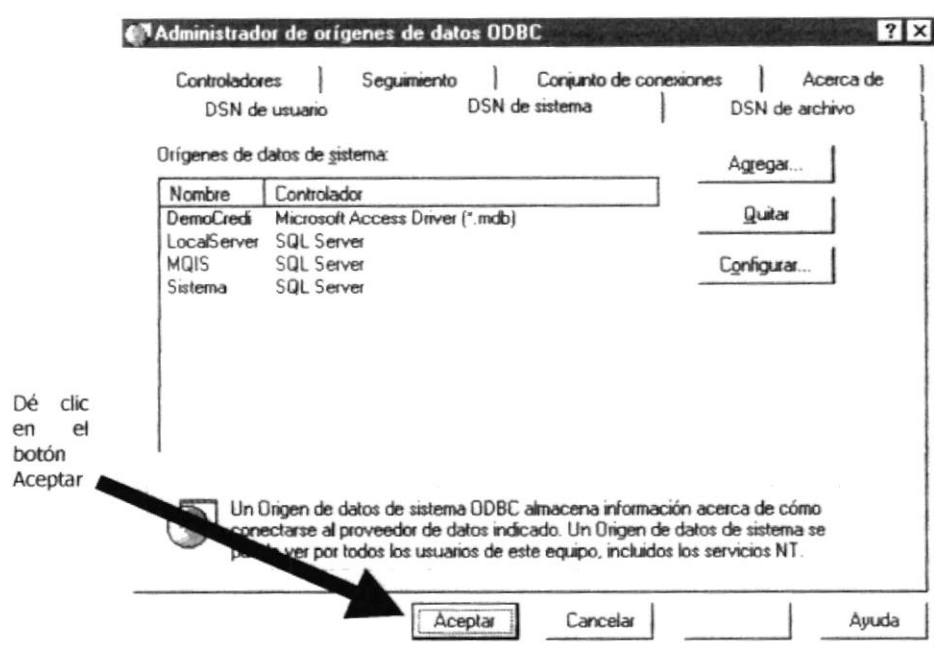 Administrador de orígenes de datos ODBC
? X
Controladores
Seguimiento
Conjunto de conexiones
Acerca de
DSN de usuario
DSN de sistema
DSN de archivo
Orígenes de datos de sistema:
Nombre Controlador
DemoCredi Microsoft Access Driver (*.mdb)
LocalServer SQL Server
MQIS SQL Server
Sistema SQL Server
Agregar...
Quitar
Configurar...
Dé clic
en el
botón
Aceptar
Un Origen de datos de sistema ODBC almacena información acerca de cómo
conectarse al proveedor de datos indicado. Un Origen de datos de sistema se
ver por todos los usuarios de este equipo, incluidos los servicios NT.
Aceptar
Cancelar
Ayuda